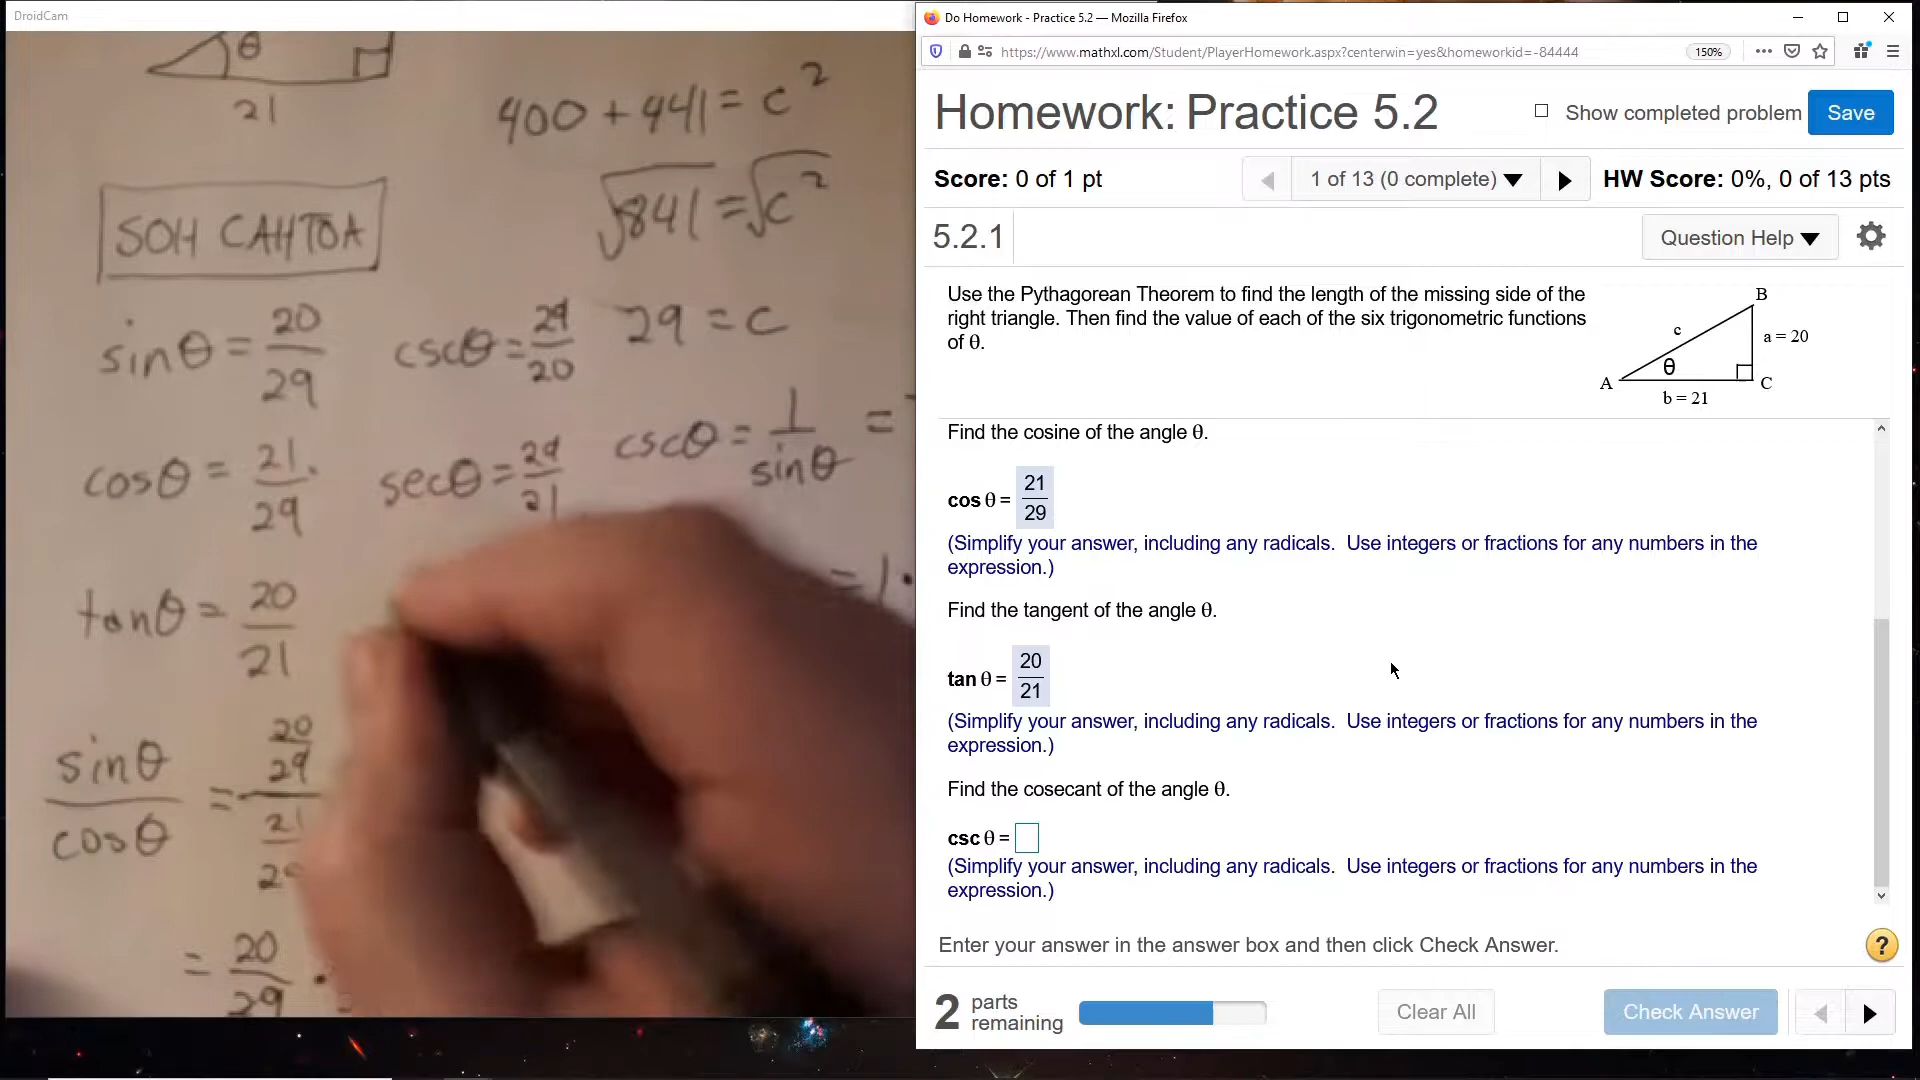 DroidCam
θ
21
400 + 441 = c²
√841 = √c²
29 = c
SOH CAHTOA
sinθ = 20/29
cscθ = 29/20
cosθ = 21/29
secθ = 29/21
cscθ = 1/sinθ =
= 1 ·
tanθ = 20/21
sinθ/cosθ = 20/29 / 21/29
= 20/29 ·
Do Homework - Practice 5.2 — Mozilla Firefox
https://www.mathxl.com/Student/PlayerHomework.aspx?centerwin=yes&homeworkid=-84444
150%
Homework: Practice 5.2
Show completed problem
Save
Score: 0 of 1 pt
1 of 13 (0 complete)
HW Score: 0%, 0 of 13 pts
5.2.1
Question Help
Use the Pythagorean Theorem to find the length of the missing side of the
right triangle. Then find the value of each of the six trigonometric functions
of θ.
B
c
a = 20
θ
A
C
b = 21
Find the cosine of the angle θ.
cos θ = 21/29
(Simplify your answer, including any radicals. Use integers or fractions for any numbers in the
expression.)
Find the tangent of the angle θ.
tan θ = 20/21
(Simplify your answer, including any radicals. Use integers or fractions for any numbers in the
expression.)
Find the cosecant of the angle θ.
csc θ =
(Simplify your answer, including any radicals. Use integers or fractions for any numbers in the
expression.)
Enter your answer in the answer box and then click Check Answer.
?
2 parts
remaining
Clear All
Check Answer